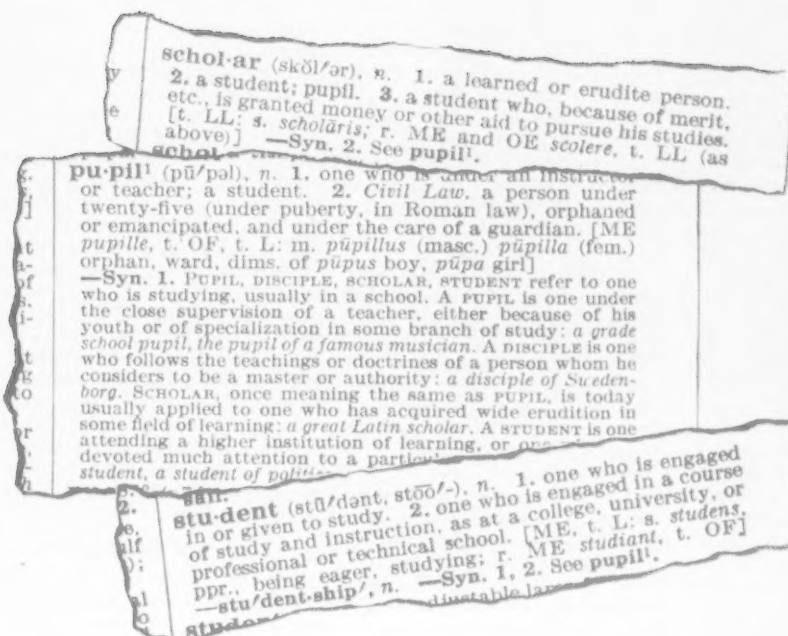 schol·ar (skŏl′ər), n. 1. a learned or erudite person.
2. a student; pupil. 3. a student who, because of merit,
etc., is granted money or other aid to pursue his studies.
[t. LL: s. scholāris; r. ME and OE scolere, t. LL (as
above)] —Syn. 2. See pupil¹.
pu·pil¹ (pū′pəl), n. 1. one who is under an instructor
or teacher; a student. 2. Civil Law. a person under
twenty-five (under puberty, in Roman law), orphaned
or emancipated, and under the care of a guardian. [ME
pupille, t. OF, t. L: m. pūpillus (masc.) pūpilla (fem.)
orphan, ward, dims. of pūpus boy, pūpa girl]
—Syn. 1. PUPIL, DISCIPLE, SCHOLAR, STUDENT refer to one
who is studying, usually in a school. A PUPIL is one under
the close supervision of a teacher, either because of his
youth or of specialization in some branch of study: a grade
school pupil, the pupil of a famous musician. A DISCIPLE is one
who follows the teachings or doctrines of a person whom he
considers to be a master or authority: a disciple of Sweden-
borg. SCHOLAR, once meaning the same as PUPIL, is today
usually applied to one who has acquired wide erudition in
some field of learning: a great Latin scholar. A STUDENT is one
attending a higher institution of learning, or one
devoted much attention to a
student, a student of
stu·dent (stū′dənt, stōō′-), n. 1. one who is engaged
in or given to study. 2. one who is engaged in a course
of study and instruction, as at a college, university, or
professional or technical school. [ME, t. L: s. studens,
ppr., being eager, studying; r. ME studiant, t. OF]
—stu′dent·ship′, n. —Syn. 1, 2. See pupil¹.